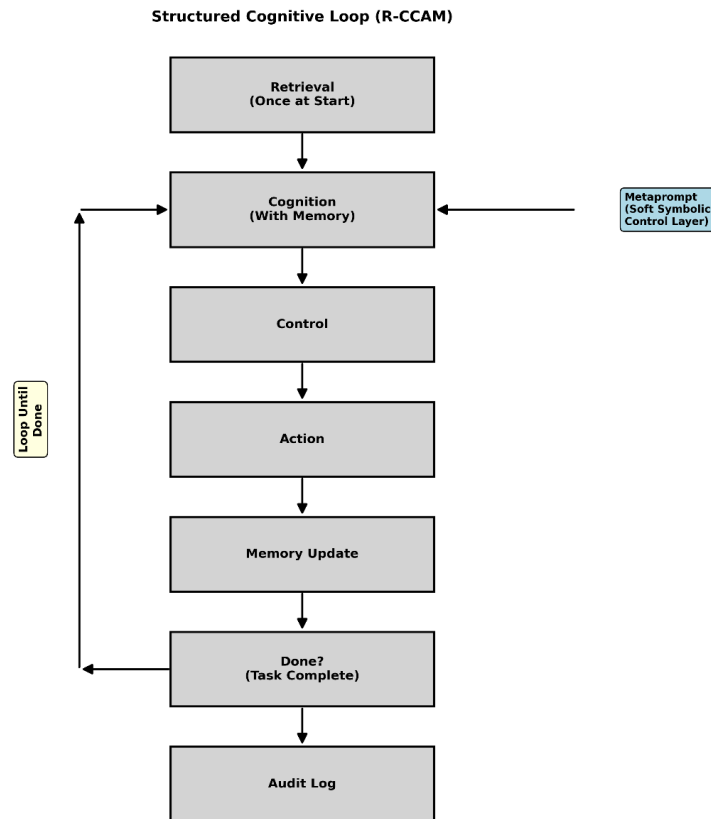 Structured Cognitive Loop (R-CCAM)
Retrieval
(Once at Start)
Cognition
(With Memory)
Metaprompt
(Soft Symbolic
Control Layer)
Control
Loop Until
Done
Action
Memory Update
Done?
(Task Complete)
Audit Log